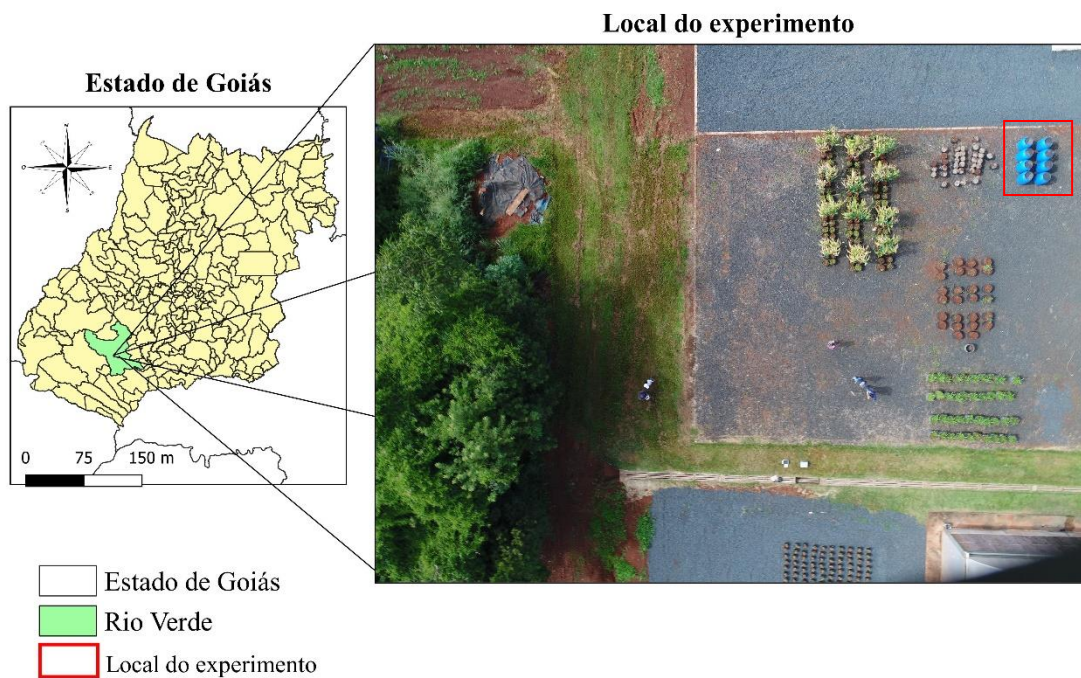 Local do experimento
Estado de Goiás
N
O
S
0 75 150 m
Estado de Goiás
Rio Verde
Local do experimento